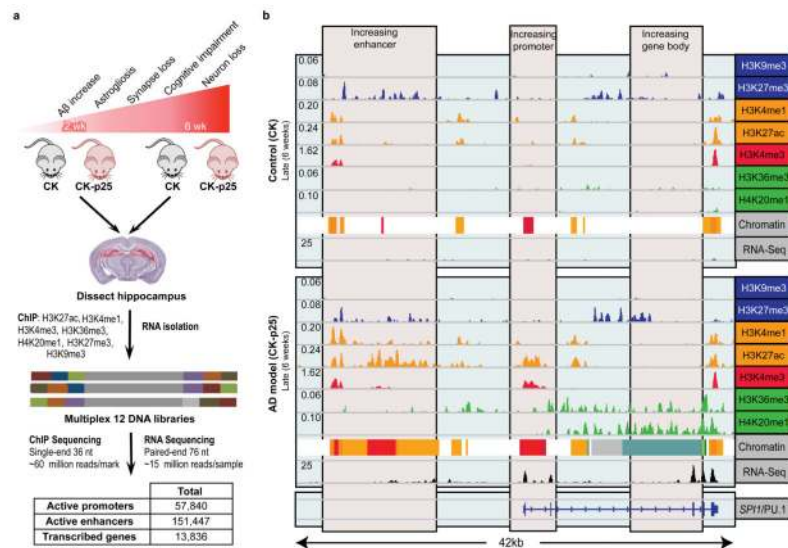 a
Aβ increase
Astrogliosis
Synapse loss
Cognitive impairment
Neuron loss
2 wk
6 wk
CK
CK-p25
CK
CK-p25
Dissect hippocampus
ChIP: H3K27ac, H3K4me1,
H3K4me3, H3K36me3,
H4K20me1, H3K27me3,
H3K9me3
RNA isolation
Multiplex 12 DNA libraries
ChIP Sequencing
Single-end 36 nt
~60 million reads/mark
RNA Sequencing
Paired-end 76 nt
~15 million reads/sample
Total
Active promoters 57,840
Active enhancers 151,447
Transcribed genes 13,836
b
Increasing enhancer
Increasing promoter
Increasing gene body
Control (CK)
Late (6 weeks)
0.06 H3K9me3
0.08 H3K27me3
0.20 H3K4me1
0.24 H3K27ac
1.62 H3K4me3
0.06 H3K36me3
0.10 H4K20me1
Chromatin
25 RNA-Seq
AD model (CK-p25)
Late (6 weeks)
0.06 H3K9me3
0.08 H3K27me3
0.20 H3K4me1
0.24 H3K27ac
1.62 H3K4me3
0.06 H3K36me3
0.10 H4K20me1
Chromatin
25 RNA-Seq
SPI1/PU.1
42kb